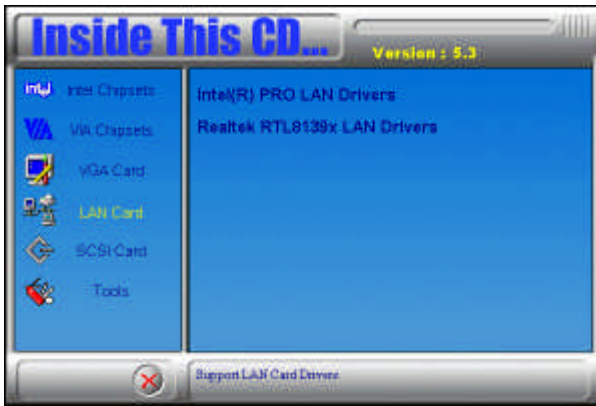 Inside This CD...
Version : 5.3
intel
Intel Chipsets
VIA
VIA Chipsets
VGA Card
LAN Card
SCSI Card
Tools
Intel(R) PRO LAN Drivers
Realtek RTL8139x LAN Drivers
Support LAN Card Drivers